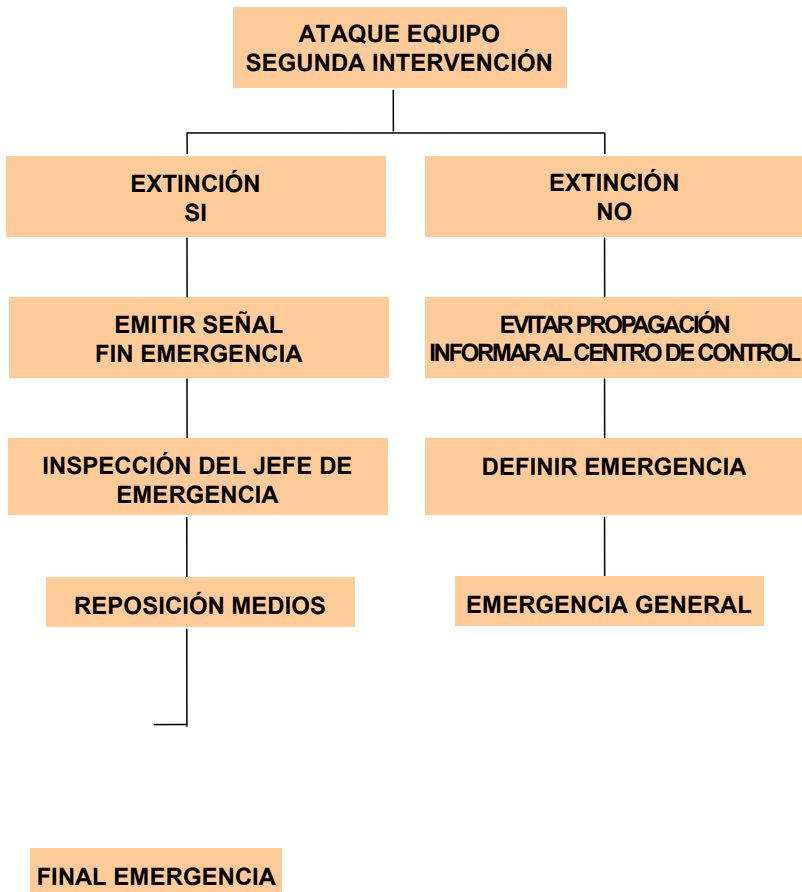 ATAQUE EQUIPO
SEGUNDA INTERVENCIÓN
EXTINCIÓN
SI
EXTINCIÓN
NO
EMITIR SEÑAL
FIN EMERGENCIA
EVITAR PROPAGACIÓN
INFORMAR AL CENTRO DE CONTROL
INSPECCIÓN DEL JEFE DE
EMERGENCIA
DEFINIR EMERGENCIA
REPOSICIÓN MEDIOS
EMERGENCIA GENERAL
FINAL EMERGENCIA